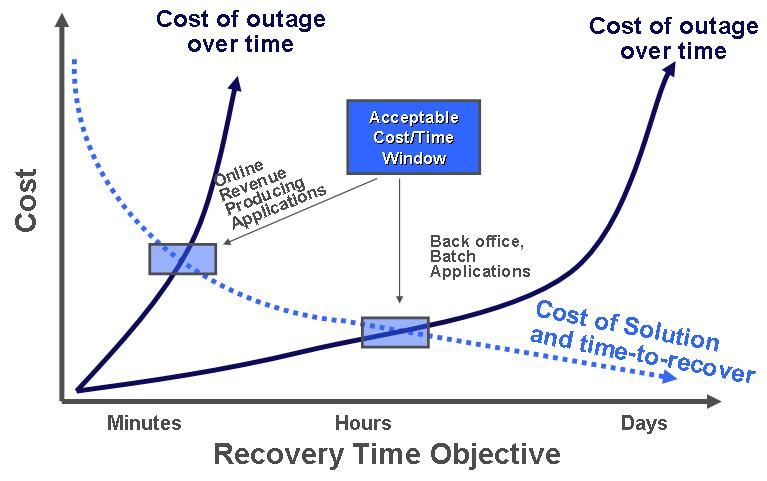 Cost of outage
over time
Cost of outage
over time
Acceptable
Cost/Time
Window
Online
Revenue
Producing
Applications
Back office,
Batch
Applications
Cost
Cost of Solution
and time-to-recover
Minutes
Hours
Days
Recovery Time Objective